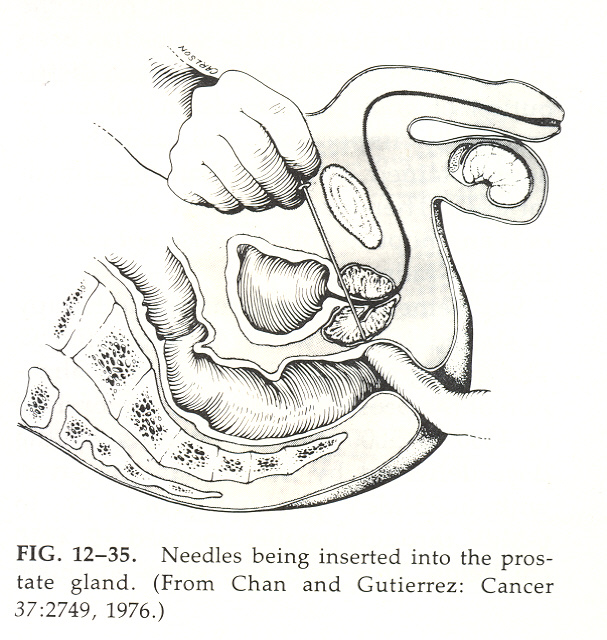 CARLSON
FIG. 12–35. Needles being inserted into the pros-
tate gland. (From Chan and Gutierrez: Cancer
37:2749, 1976.)